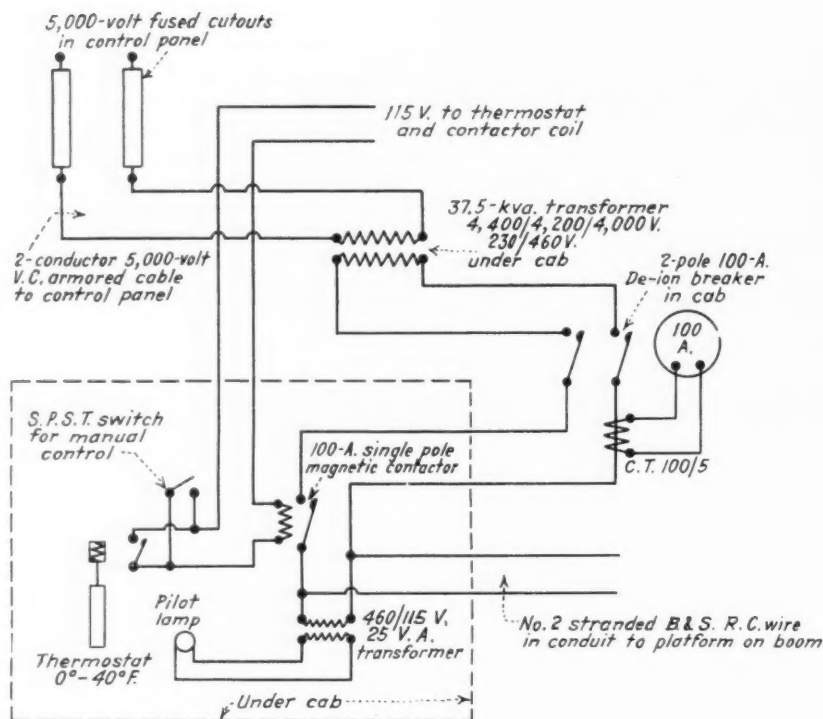 5,000-volt fused cutouts
in control panel
115 V. to thermostat
and contactor coil
37.5-kva. transformer
4,400/4,200/4,000 V.
230/460 V.
under cab
2-conductor 5,000-volt
V.C. armored cable
to control panel
2-pole 100-A.
De-ion breaker
in cab
100
A.
S.P.S.T. switch
for manual
control
100-A. single pole
magnetic contactor
C.T. 100/5
Pilot
lamp
460/115 V.
25 V. A.
transformer
No. 2 stranded B.& S. R.C. wire
in conduit to platform on boom
Thermostat
0°-40°F.
Under cab